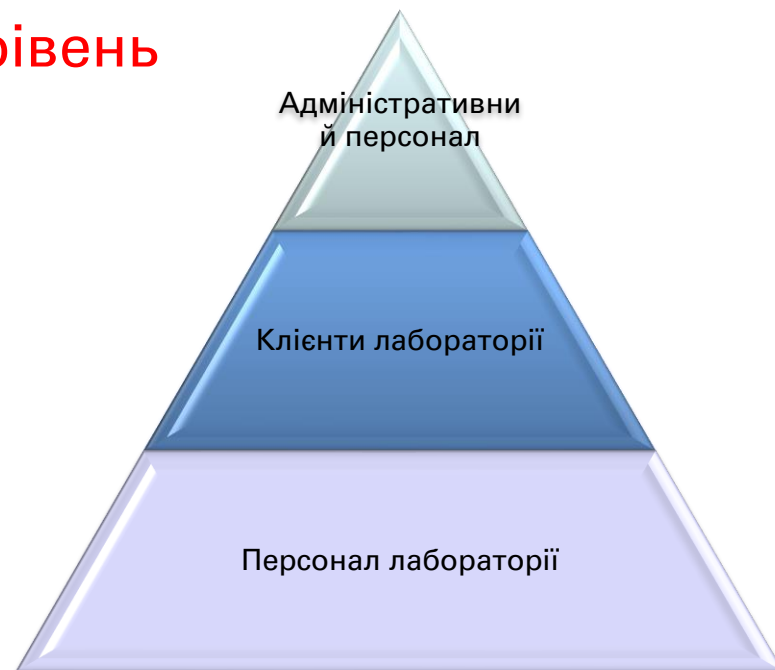 рівень
Адміністративни
й персонал
Клієнти лабораторії
Персонал лабораторії